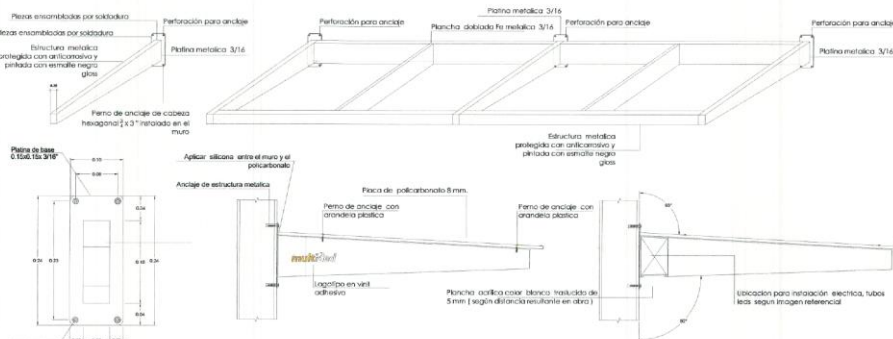 Piezas ensambladas por soldadura
Perforación para anclaje
piezas ensambladas por soldadura
Estructura metalica
protegida con anticorrosivo y
pintada con esmalte negro
gloss
Platina metalica 3/16
Perno de anclaje de cabeza
hexagonal x 3" instalado en el
muro
Perforación para anclaje
Plancha doblada Fe metalica 3/16
Platina metalica 3/16
Perforación para anclaje
Perforación para anclaje
Platina metalica 3/16
Estructura metalica
protegida con anticorrosivo y
pintada con esmalte negro
gloss
Platina de base
0.15x0.15x 3/16"
Aplicar silicona entre el muro y el
policarbonato
Anclaje de estructura metalica
Placa de policarbonato 8 mm.
Perno de anclaje con
arandela plastica
Perno de anclaje con
arandela plastica
multiRed
Logotipo en vinil
adhesivo
Plancha acrilica color blanco traslucido de
5 mm ( según distancia resultante en obra )
Ubicacion para instalación electrica, tubos
leds segun imagen referencial